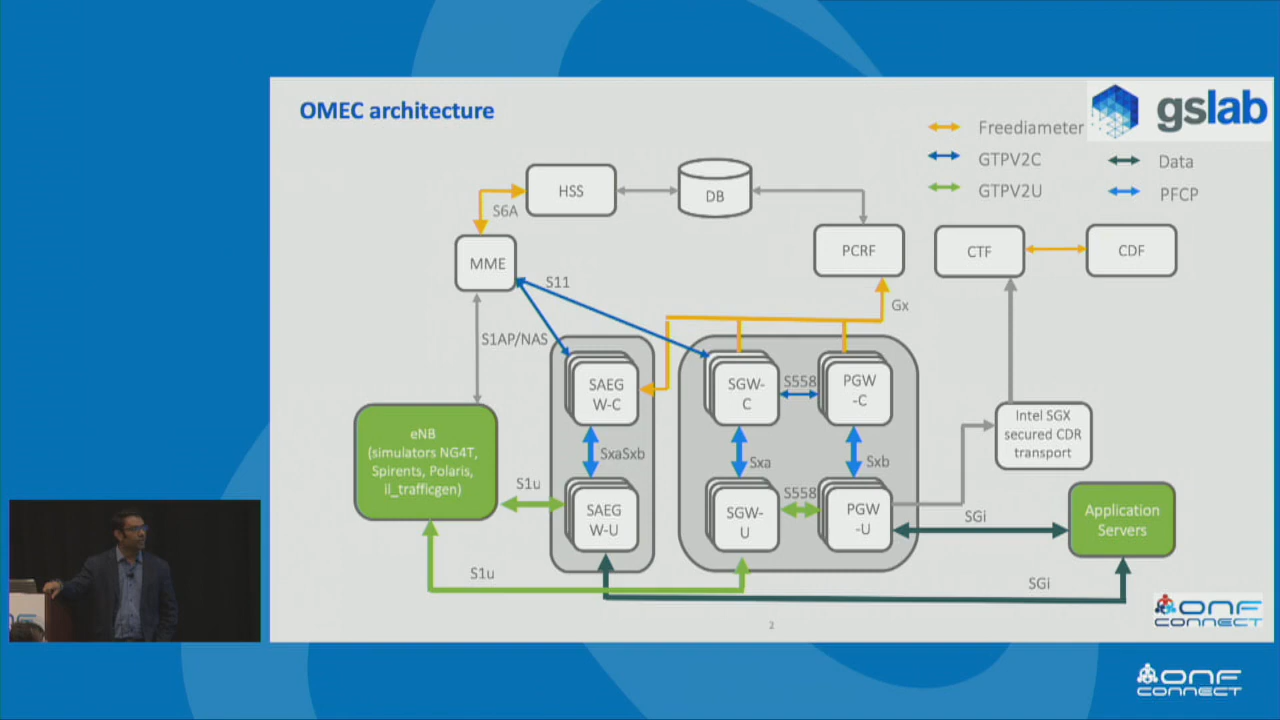 OMEC architecture
gslab
Freediameter
GTPV2C
GTPV2U
Data
PFCP
HSS
DB
S6A
MME
PCRF
CTF
CDF
S11
Gx
S1AP/NAS
SAEG
W-C
SGW-
C
S558
PGW
-C
eNB
(simulators NG4T,
Spirents, Polaris,
il_trafficgen)
SxaSxb
Sxa
Sxb
Intel SGX
secured CDR
transport
S1u
SAEG
W-U
SGW-
U
S558
PGW
-U
SGi
Application
Servers
S1u
SGi
ONF
CONNECT
2
ONF
CONNECT